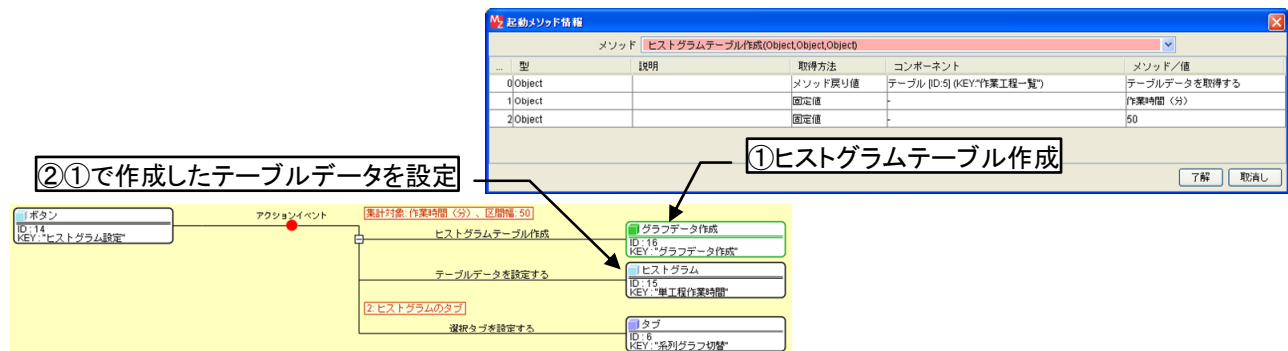 起動メソッド情報
メソッド ヒストグラムテーブル作成(Object,Object,Object)
... 型 説明 取得方法 コンポーネント メソッド／値
0 Object メソッド戻り値 テーブル [ID:5] (KEY:"作業工程一覧") テーブルデータを取得する
1 Object 固定値 - 作業時間（分）
2 Object 固定値 - 50
了解 取消し
①ヒストグラムテーブル作成
②①で作成したテーブルデータを設定
ボタン
ID : 14
KEY : "ヒストグラム設定"
アクションイベント
集計対象: 作業時間（分）、区間幅: 50
ヒストグラムテーブル作成
グラフデータ作成
ID : 16
KEY : "グラフデータ作成"
テーブルデータを設定する
ヒストグラム
ID : 15
KEY : "単工程作業時間"
2: ヒストグラムのタブ
選択タブを設定する
タブ
ID : 6
KEY : "系列グラフ切替"